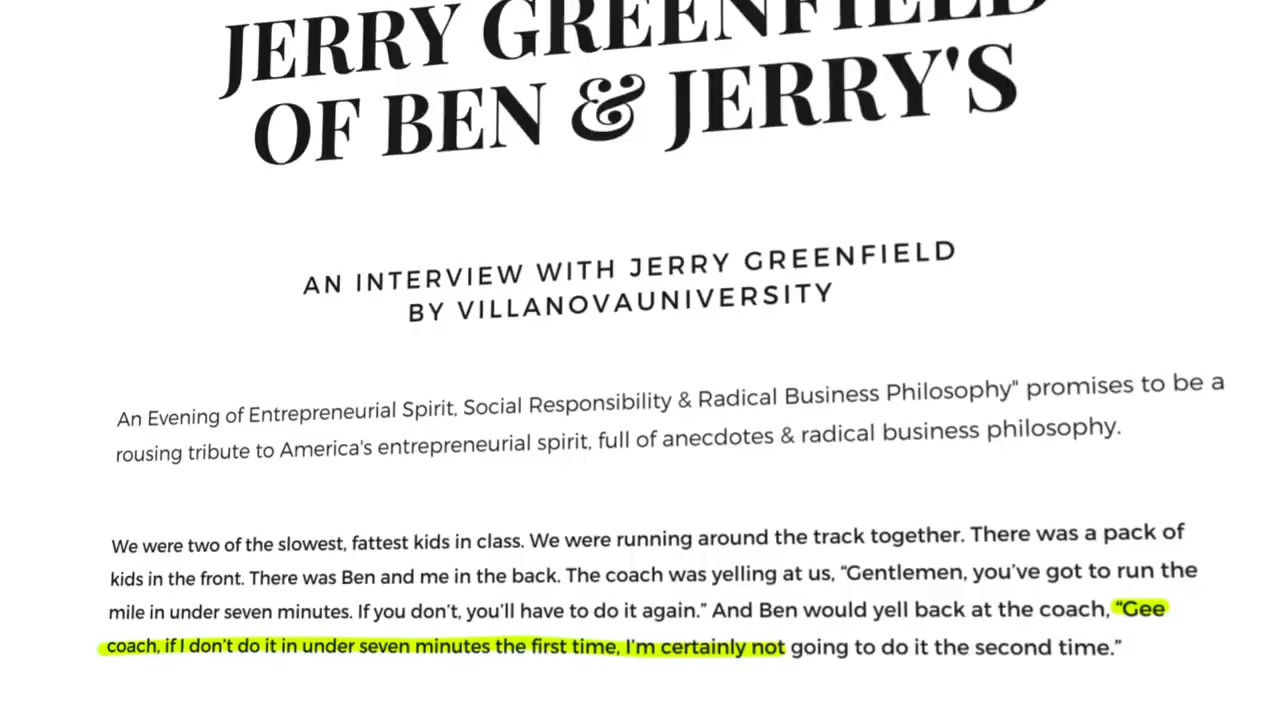 JERRY GREENFIELD
OF BEN & JERRY'S
AN INTERVIEW WITH JERRY GREENFIELD
BY VILLANOVAUNIVERSITY
An Evening of Entrepreneurial Spirit, Social Responsibility & Radical Business Philosophy" promises to be a
rousing tribute to America's entrepreneurial spirit, full of anecdotes & radical business philosophy.
We were two of the slowest, fattest kids in class. We were running around the track together. There was a pack of
kids in the front. There was Ben and me in the back. The coach was yelling at us, “Gentlemen, you’ve got to run the
mile in under seven minutes. If you don’t, you’ll have to do it again.” And Ben would yell back at the coach, “Gee
coach, if I don’t do it in under seven minutes the first time, I’m certainly not going to do it the second time.”